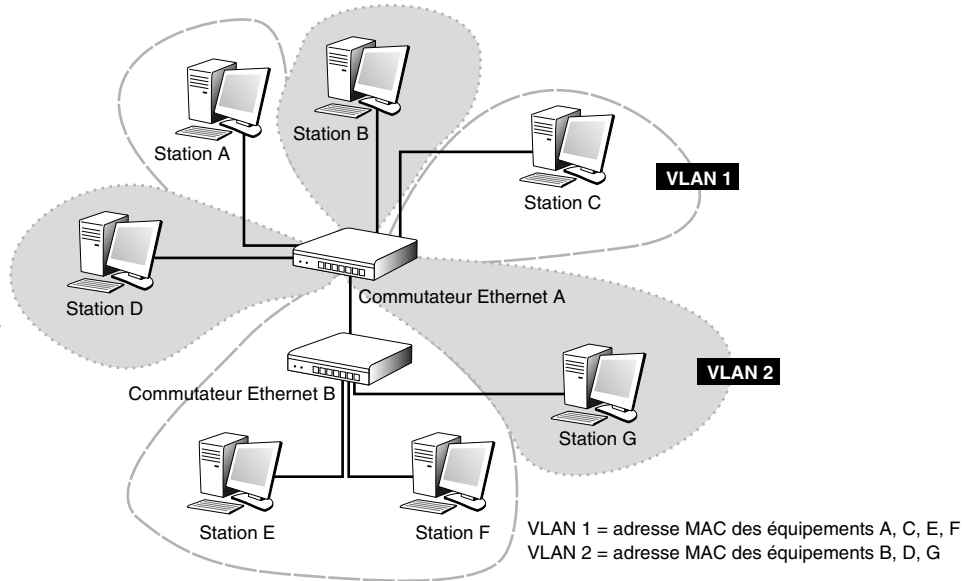 Station A
Station B
Station C
VLAN 1
Station D
Commutateur Ethernet A
Commutateur Ethernet B
VLAN 2
Station G
Station E
Station F
VLAN 1 = adresse MAC des équipements A, C, E, F
VLAN 2 = adresse MAC des équipements B, D, G